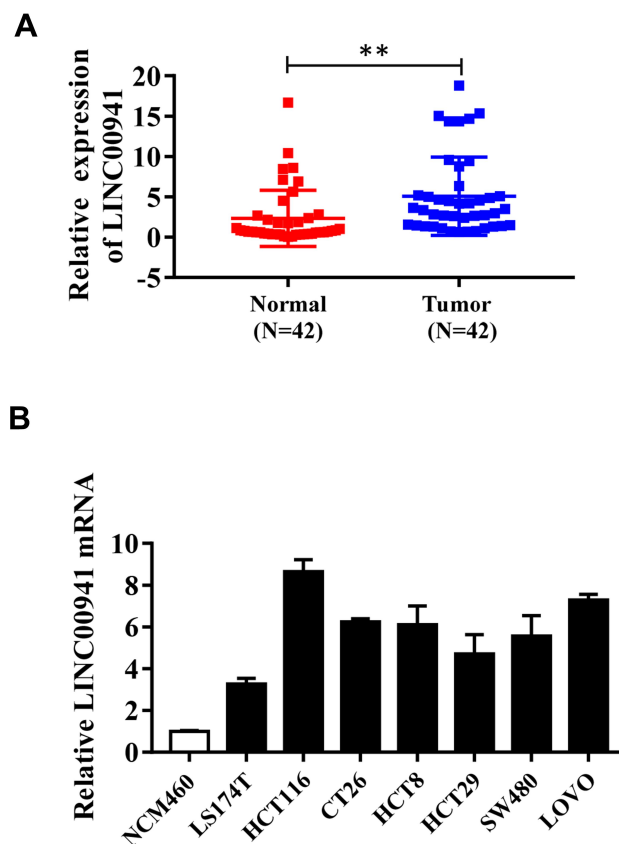 A
**
Relative expression
of LINC00941
20
15
10
5
0
-5
Normal
(N=42)
Tumor
(N=42)
B
Relative LINC00941 mRNA
10
8
6
4
2
0
NCM460
LS174T
HCT116
CT26
HCT8
HCT29
SW480
LOVO